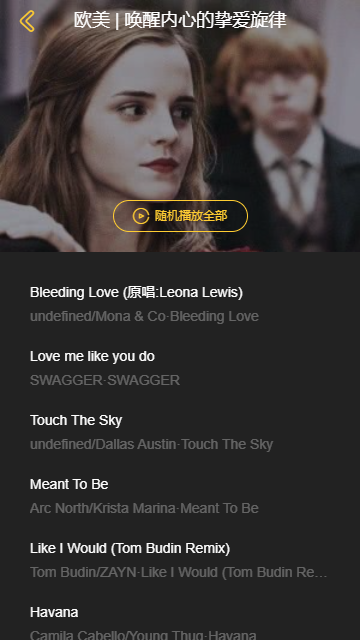 欧美 | 唤醒内心的挚爱旋律
随机播放全部
Bleeding Love (原唱:Leona Lewis)
undefined/Mona & Co·Bleeding Love
Love me like you do
SWAGGER·SWAGGER
Touch The Sky
undefined/Dallas Austin·Touch The Sky
Meant To Be
Arc North/Krista Marina·Meant To Be
Like I Would (Tom Budin Remix)
Tom Budin/ZAYN·Like I Would (Tom Budin Re...
Havana
Camila Cabello/Young Thug·Havana